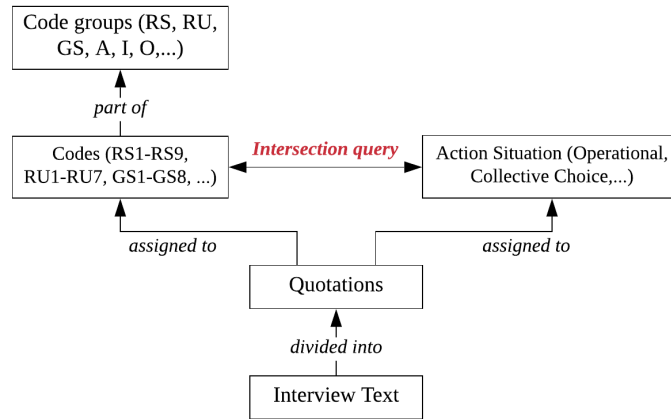 Code groups (RS, RU,
GS, A, I, O,...)
part of
Codes (RS1-RS9,
RU1-RU7, GS1-GS8, ...)
Intersection query
Action Situation (Operational,
Collective Choice,...)
assigned to
assigned to
Quotations
divided into
Interview Text